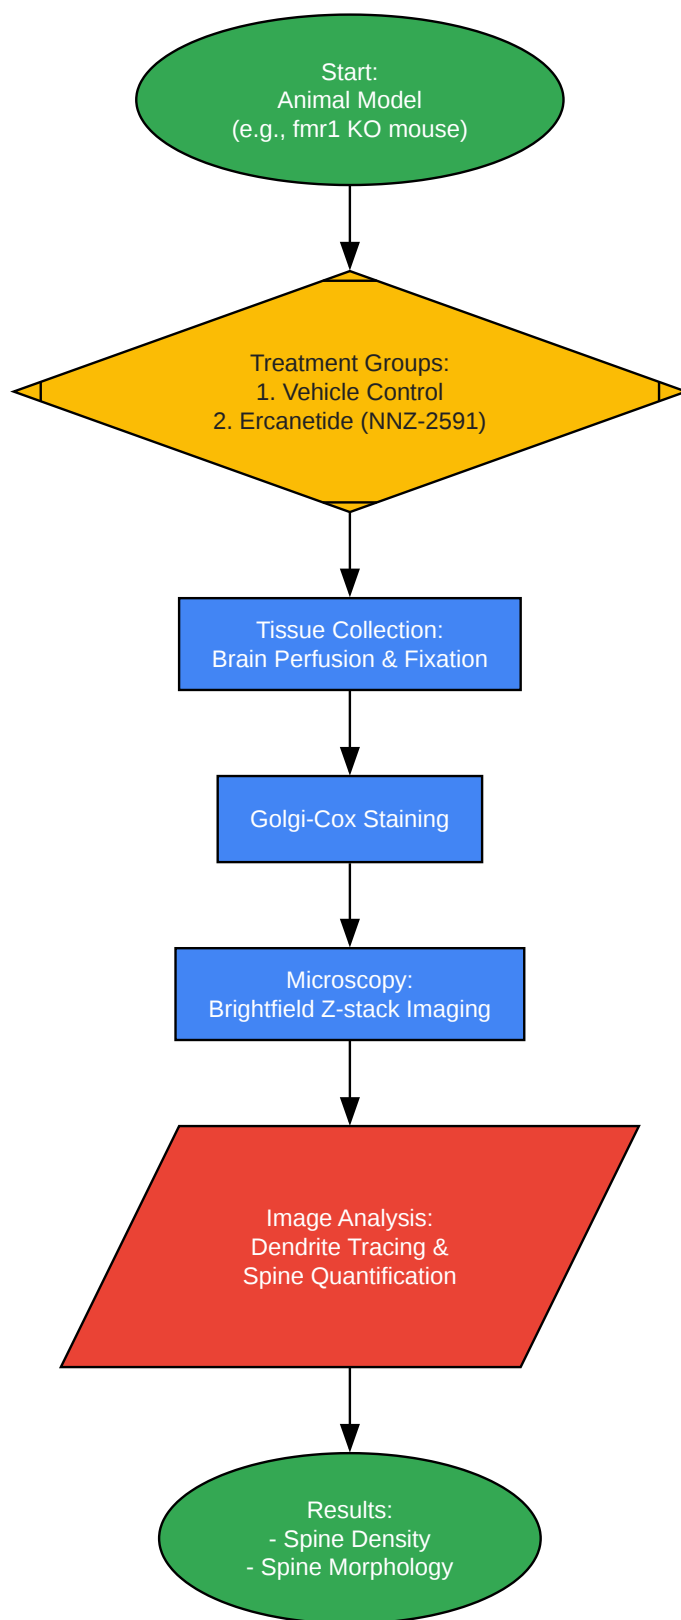 Start:
Animal Model
(e.g., fmr1 KO mouse)
Treatment Groups:
1. Vehicle Control
2. Ercanetide (NNZ-2591)
Tissue Collection:
Brain Perfusion & Fixation
Golgi-Cox Staining
Microscopy:
Brightfield Z-stack Imaging
Image Analysis:
Dendrite Tracing &
Spine Quantification
Results:
- Spine Density
- Spine Morphology